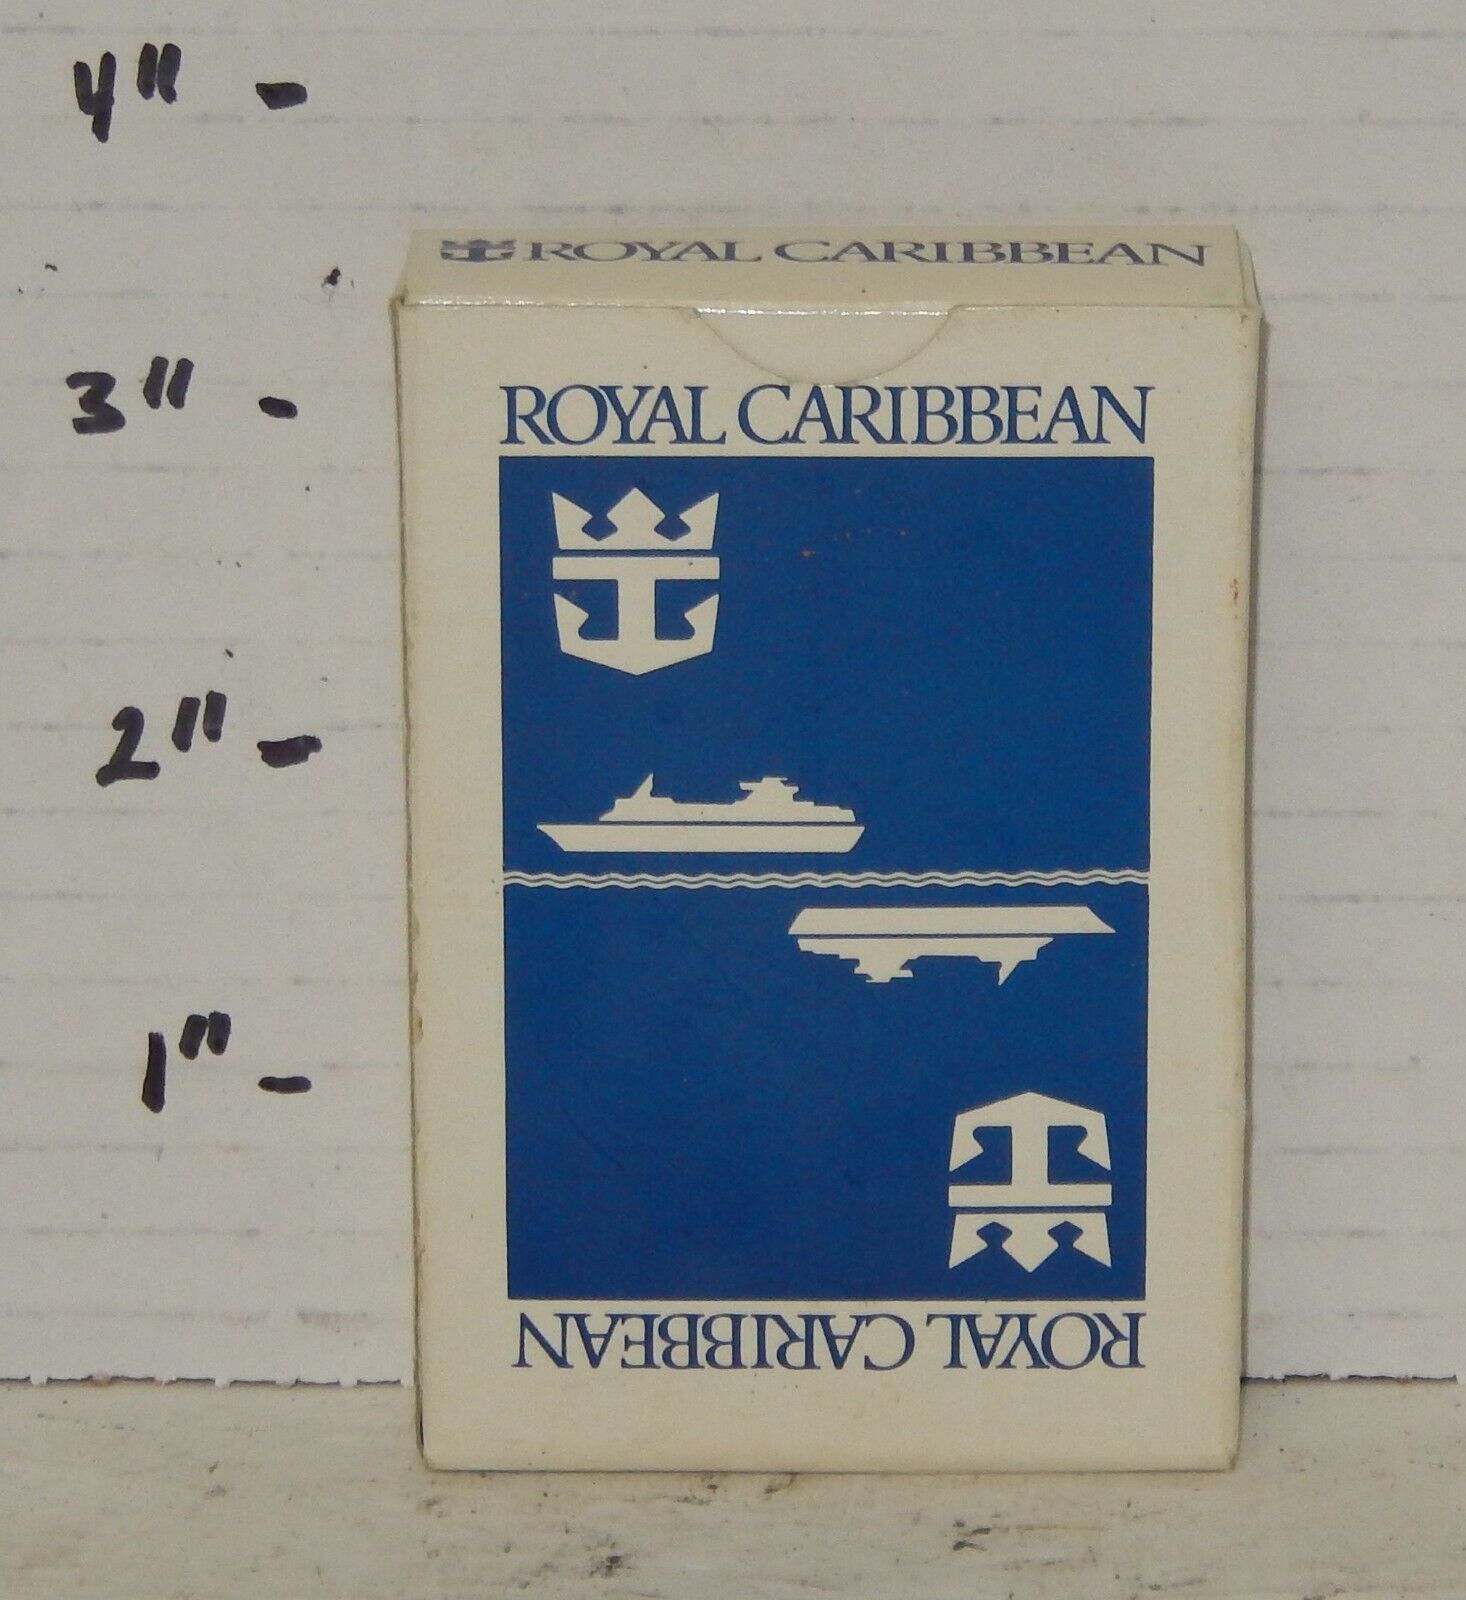 4" -
ROYAL CARIBBEAN
3" -
ROYAL CARIBBEAN
2" -
1" -
ROYAL CARIBBEAN